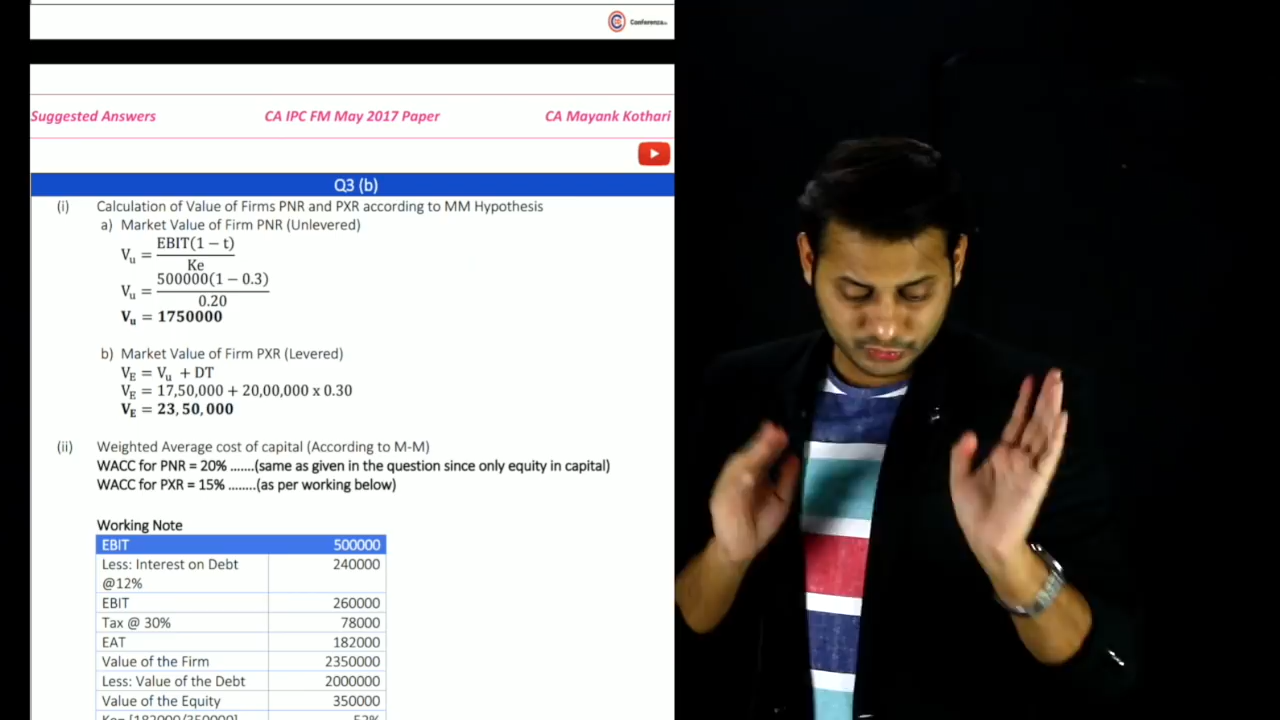 Conferenza
Suggested Answers CA IPC FM May 2017 Paper CA Mayank Kothari
Q3 (b)
(i) Calculation of Value of Firms PNR and PXR according to MM Hypothesis
a) Market Value of Firm PNR (Unlevered)
Vu = EBIT(1 − t)
Ke
Vu = 500000(1 − 0.3)
0.20
Vu = 1750000
b) Market Value of Firm PXR (Levered)
VE = Vu + DT
VE = 17,50,000 + 20,00,000 x 0.30
VE = 23,50,000
(ii) Weighted Average cost of capital (According to M-M)
WACC for PNR = 20% .......(same as given in the question since only equity in capital)
WACC for PXR = 15% ........(as per working below)
Working Note
EBIT 500000
Less: Interest on Debt 240000
@12%
EBIT 260000
Tax @ 30% 78000
EAT 182000
Value of the Firm 2350000
Less: Value of the Debt 2000000
Value of the Equity 350000
Ke= [182000/350000] 52%